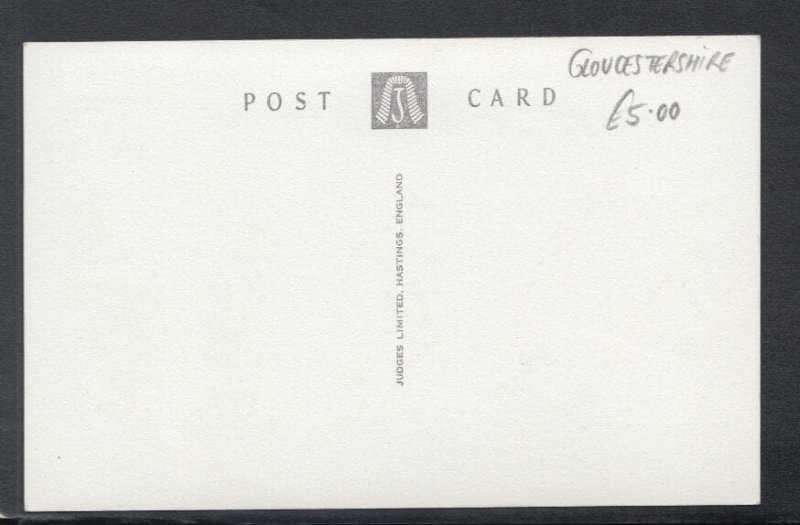 POST CARD
GLOUCESTERSHIRE
£5.00
JUDGES LIMITED, HASTINGS, ENGLAND